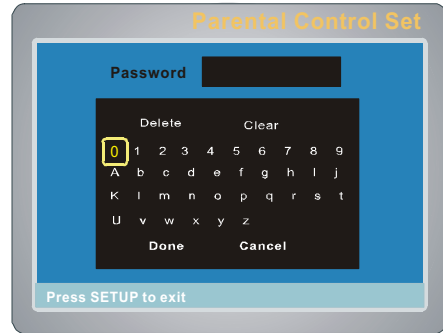 Parental Control Set
Password
Delete Clear
0 1 2 3 4 5 6 7 8 9
A b c d e f g h I j
K l m n o p q r s t
U v w x y z
Done Cancel
Press SETUP to exit